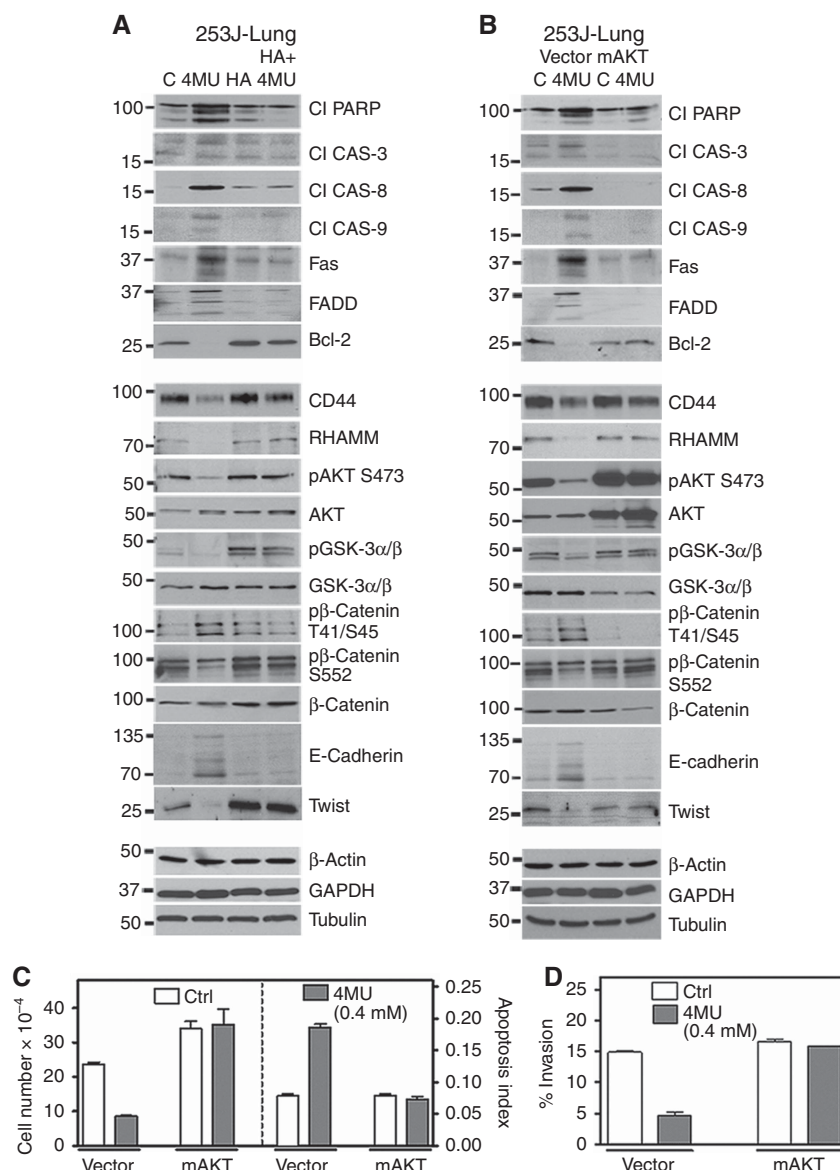 A
253J-Lung
HA+
C 4MU HA 4MU
100 CI PARP
15 CI CAS-3
15 CI CAS-8
15 CI CAS-9
37 Fas
37 FADD
25 Bcl-2
100 CD44
70 RHAMM
50 pAKT S473
50 AKT
50 pGSK-3α/β
50 GSK-3α/β
pβ-Catenin
100 T41/S45
100 pβ-Catenin
S552
100 β-Catenin
135
E-Cadherin
70
25 Twist
50 β-Actin
37 GAPDH
50 Tubulin
B
253J-Lung
Vector mAKT
C 4MU C 4MU
100 CI PARP
15 CI CAS-3
15 CI CAS-8
15 CI CAS-9
37 Fas
37 FADD
25 Bcl-2
100 CD44
70 RHAMM
50 pAKT S473
50 AKT
50 pGSK-3α/β
50 GSK-3α/β
pβ-Catenin
100 T41/S45
100 pβ-Catenin
S552
100 β-Catenin
135
E-cadherin
70
25 Twist
50 β-Actin
37 GAPDH
50 Tubulin
C
Cell number × 10⁻⁴
40
30
20
10
0
Ctrl
4MU
(0.4 mM)
0.25
0.20
0.15
0.10
0.05
0.00
Apoptosis index
Vector mAKT Vector mAKT
D
% Invasion
25
20
15
10
5
0
Ctrl
4MU
(0.4 mM)
Vector mAKT